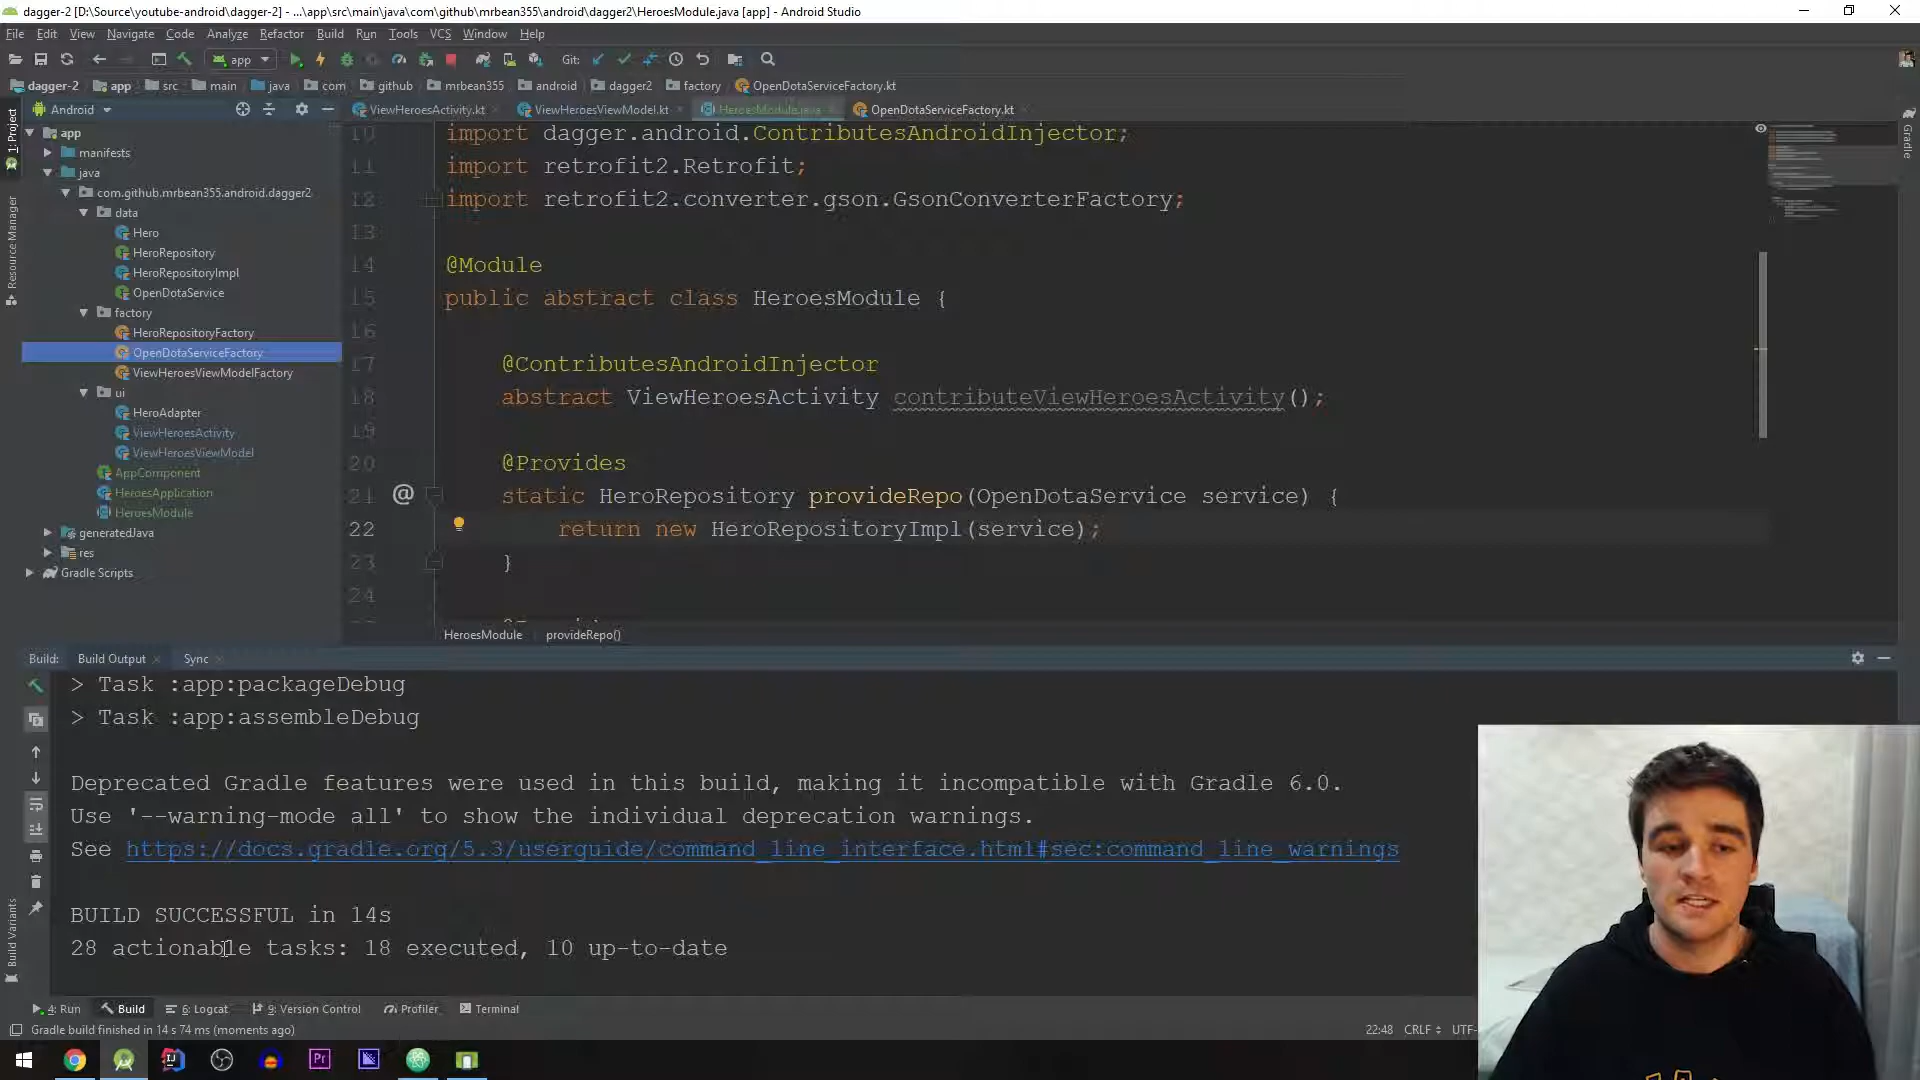 dagger-2 [D:\Source\youtube-android\dagger-2] - ...\app\src\main\java\com\github\mrbean355\android\dagger2\HeroesModule.java [app] - Android Studio
File Edit View Navigate Code Analyze Refactor Build Run Tools VCS Window Help
app Git:
dagger-2 app src main java com github mrbean355 android dagger2 factory OpenDotaServiceFactory.kt
Android ViewHeroesActivity.kt ViewHeroesViewModel.kt HeroesModule.java OpenDotaServiceFactory.kt
1: Project
Resource Manager
Build Variants
Gradle
app
manifests
java
com.github.mrbean355.android.dagger2
data
Hero
HeroRepository
HeroRepositoryImpl
OpenDotaService
factory
HeroRepositoryFactory
OpenDotaServiceFactory
ViewHeroesViewModelFactory
ui
HeroAdapter
ViewHeroesActivity
ViewHeroesViewModel
AppComponent
HeroesApplication
HeroesModule
generatedJava
res
Gradle Scripts
10 import dagger.android.ContributesAndroidInjector;
11 import retrofit2.Retrofit;
12 import retrofit2.converter.gson.GsonConverterFactory;
13
14 @Module
15 public abstract class HeroesModule {
16
17 @ContributesAndroidInjector
18 abstract ViewHeroesActivity contributeViewHeroesActivity();
19
20 @Provides
21 @ static HeroRepository provideRepo(OpenDotaService service) {
22 return new HeroRepositoryImpl(service);
23 }
24
HeroesModule provideRepo()
Build: Build Output Sync
> Task :app:packageDebug
> Task :app:assembleDebug
Deprecated Gradle features were used in this build, making it incompatible with Gradle 6.0.
Use '--warning-mode all' to show the individual deprecation warnings.
See https://docs.gradle.org/5.3/userguide/command_line_interface.html#sec:command_line_warnings
BUILD SUCCESSFUL in 14s
28 actionable tasks: 18 executed, 10 up-to-date
4: Run Build 6: Logcat 9: Version Control Profiler Terminal
Gradle build finished in 14 s 74 ms (moments ago) 22:48 CRLF UTF-
Pr